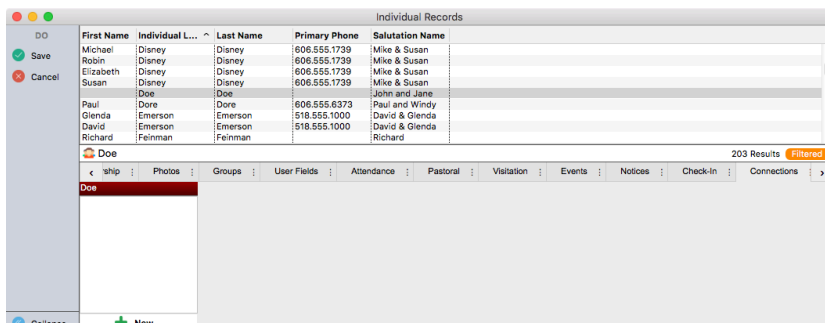 Individual Records
DO
Save
Cancel
First Name Individual L... ^ Last Name Primary Phone Salutation Name
Michael Disney Disney 606.555.1739 Mike & Susan
Robin Disney Disney 606.555.1739 Mike & Susan
Elizabeth Disney Disney 606.555.1739 Mike & Susan
Susan Disney Disney 606.555.1739 Mike & Susan
Doe Doe John and Jane
Paul Dore Dore 606.555.6373 Paul and Windy
Glenda Emerson Emerson 518.555.1000 David & Glenda
David Emerson Emerson 518.555.1000 David & Glenda
Richard Feinman Feinman Richard
Doe 203 Results Filtered
‹ rship Photos Groups User Fields Attendance Pastoral Visitation Events Notices Check-In Connections ›
Doe
New